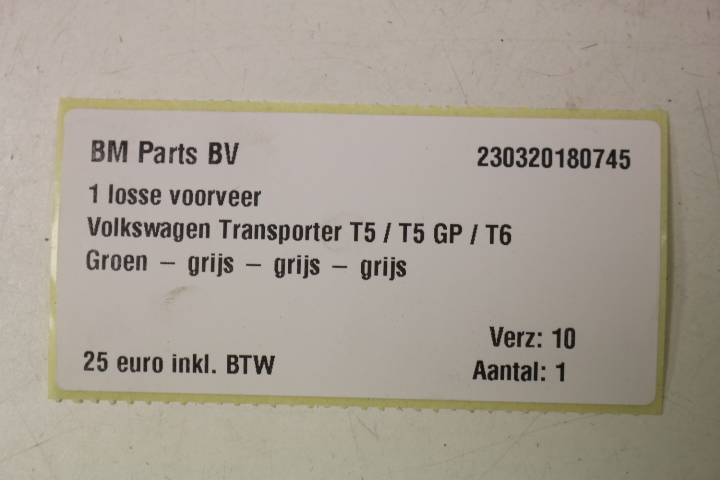 BM Parts BV 230320180745
1 losse voorveer
Volkswagen Transporter T5 / T5 GP / T6
Groen – grijs – grijs – grijs
Verz: 10
25 euro inkl. BTW Aantal: 1